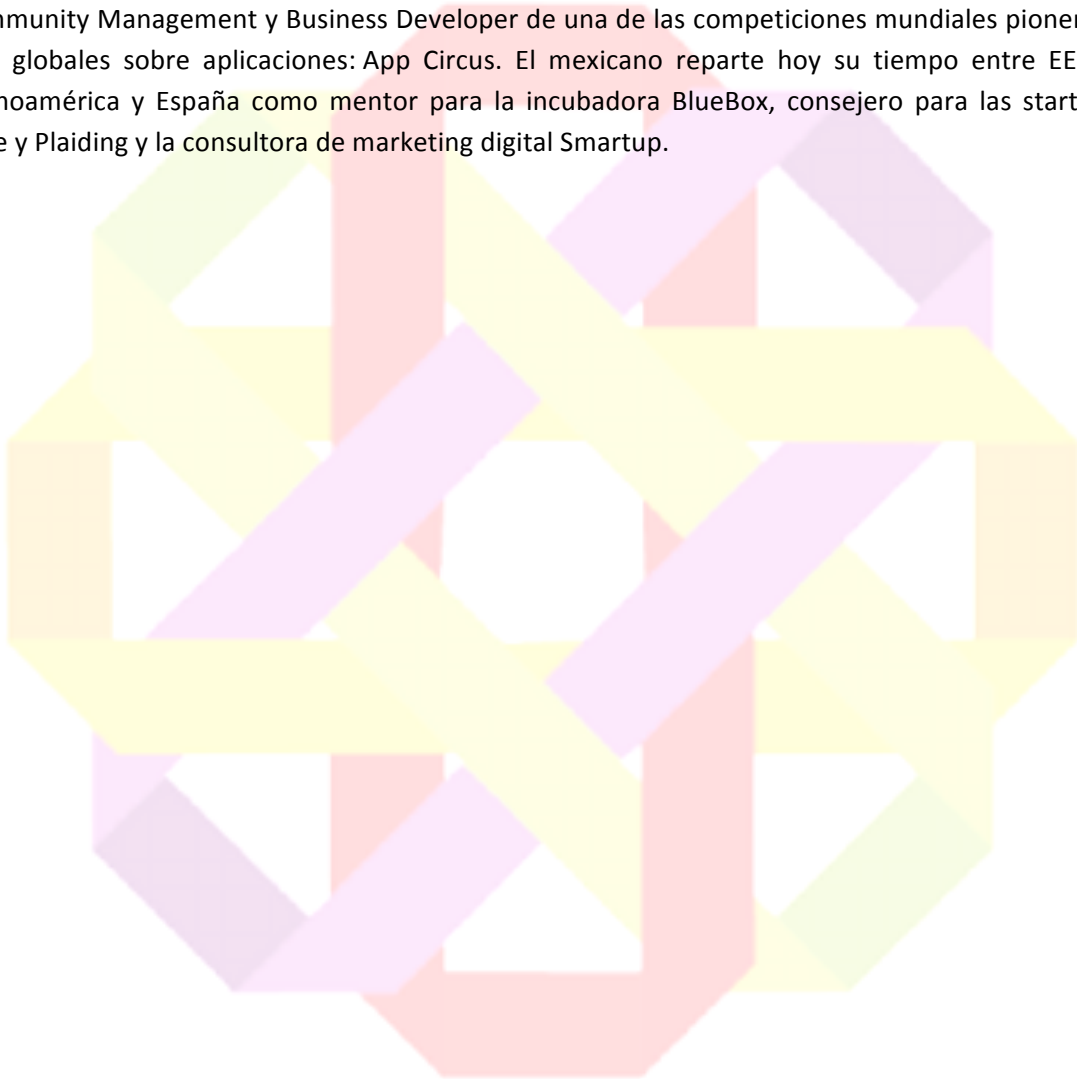 nmunity Management y Business Developer de una de las competiciones mundiales pioner
globales sobre aplicaciones: App Circus. El mexicano reparte hoy su tiempo entre EE
noamérica y España como mentor para la incubadora BlueBox, consejero para las start
e y Plaiding y la consultora de marketing digital Smartup.